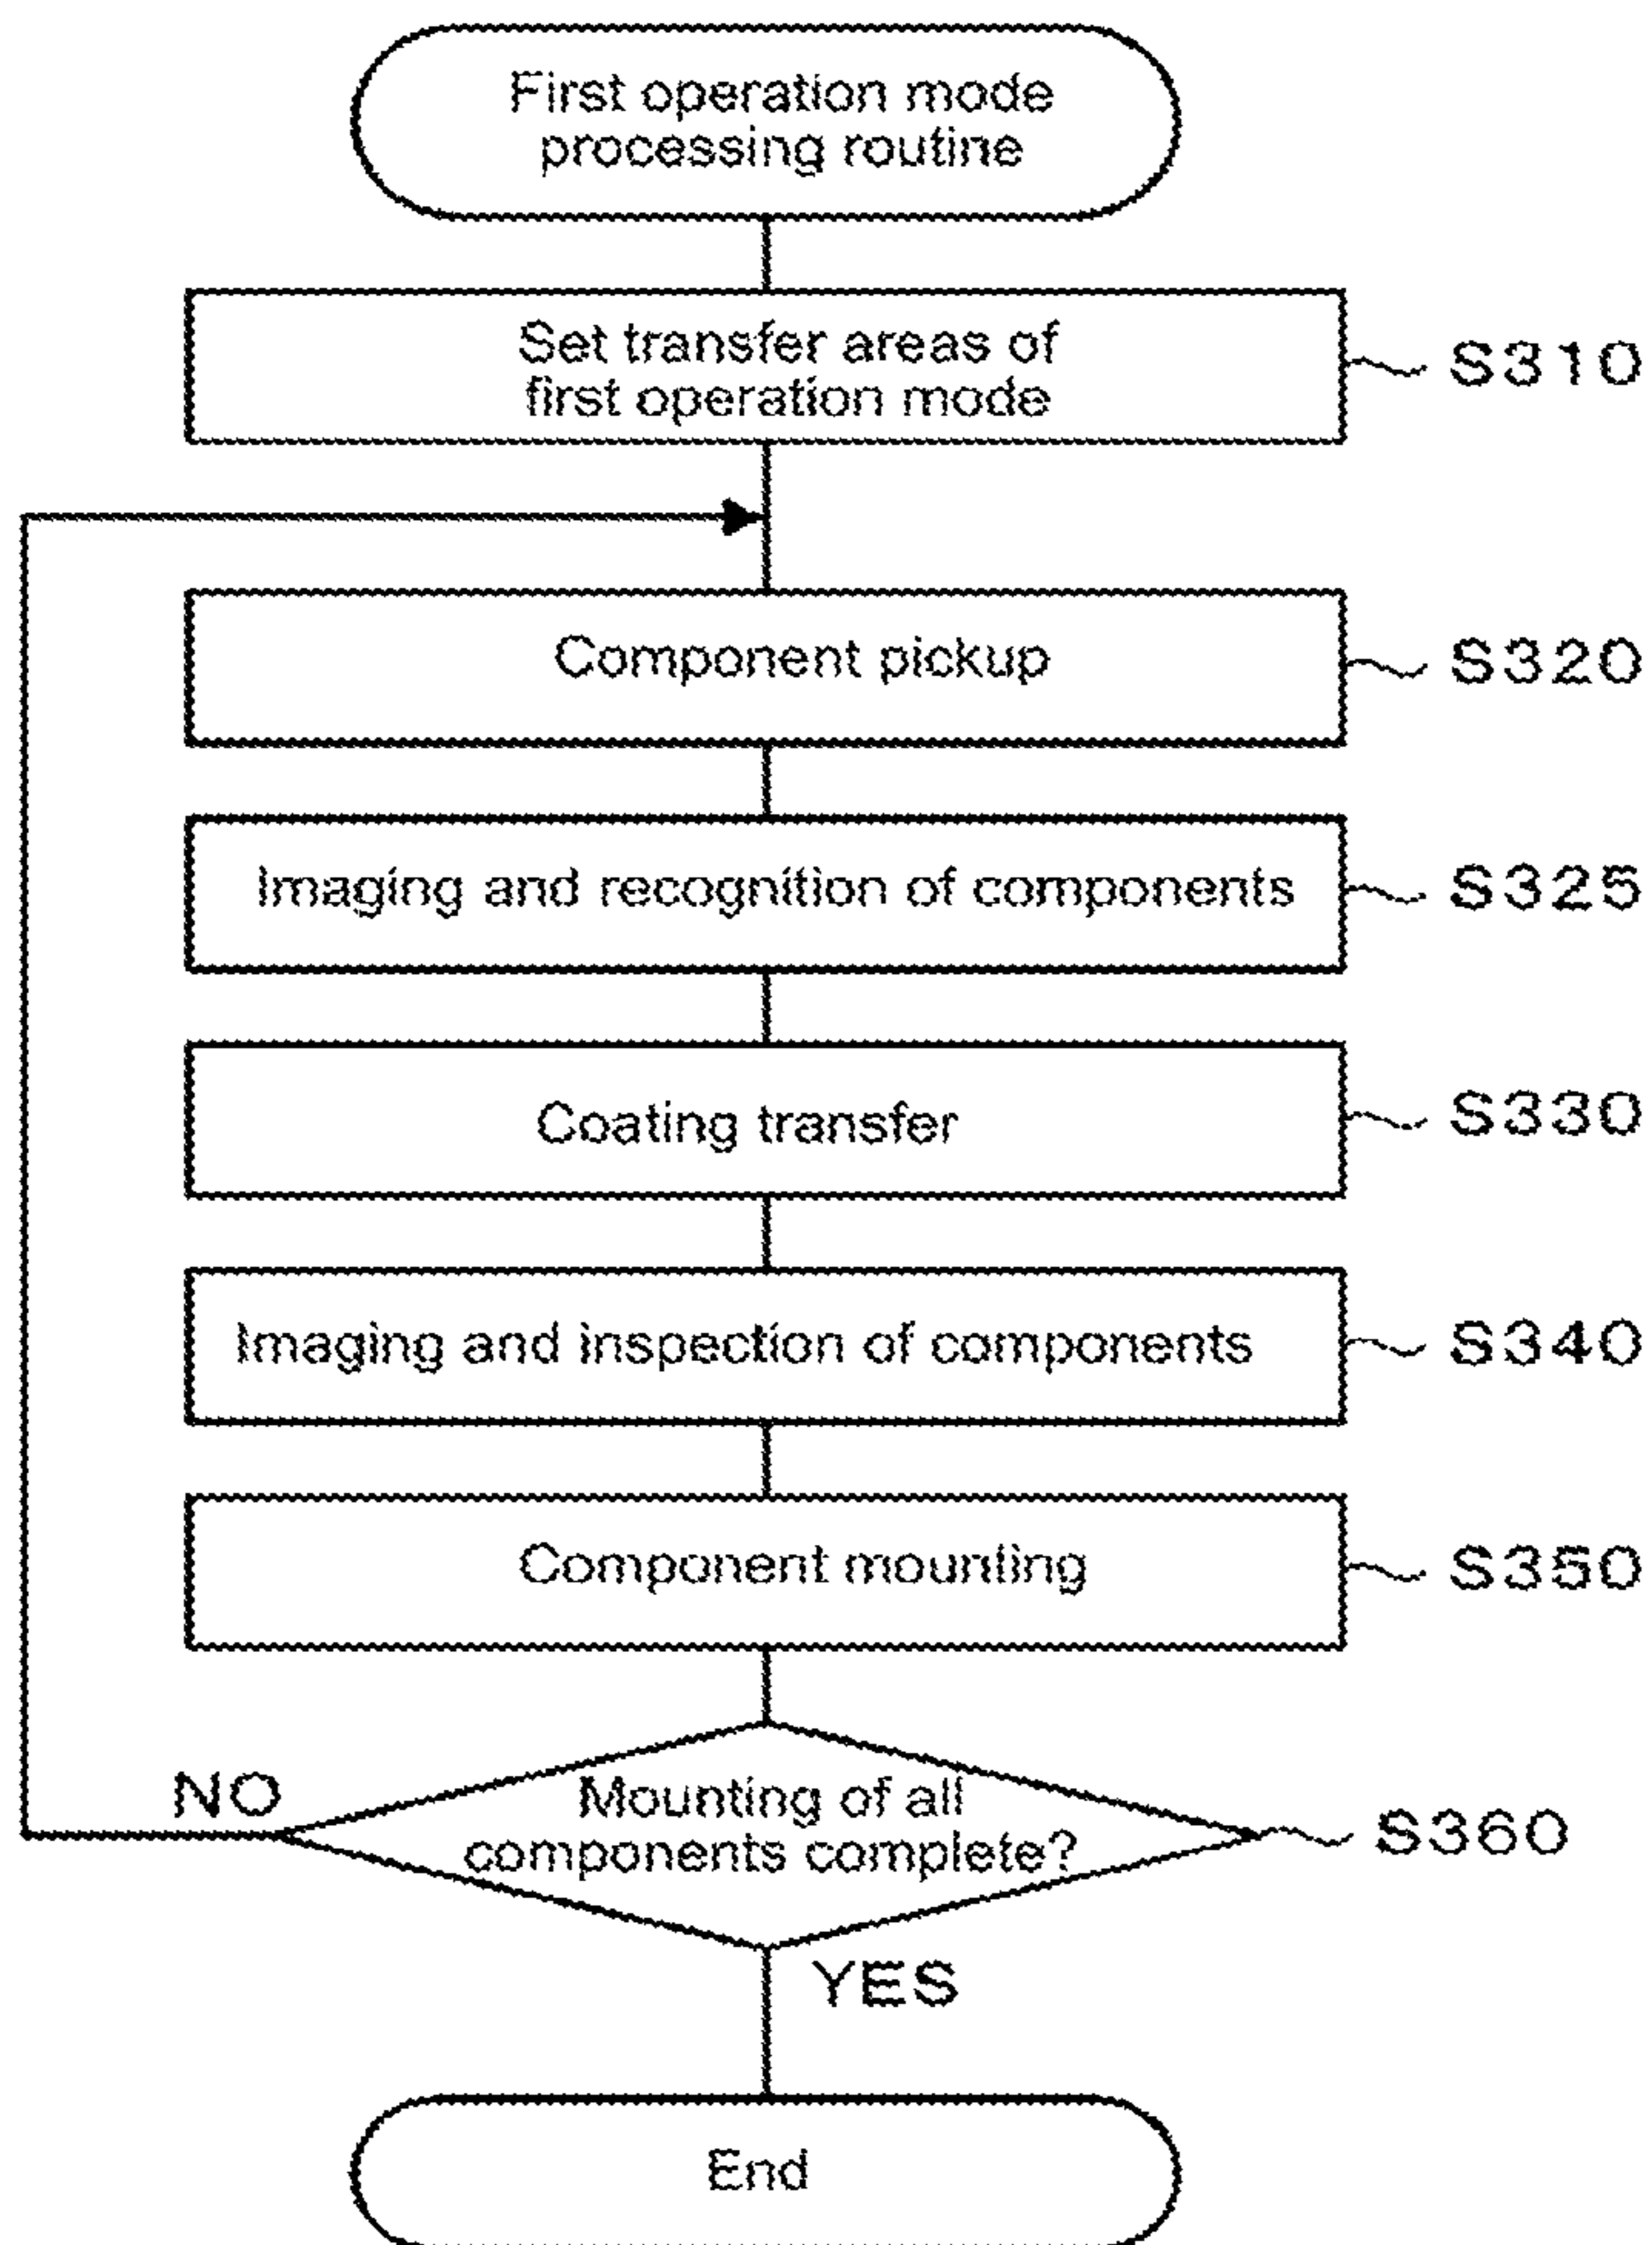 First operation mode
processing routine
Set transfer areas of
first operation mode
S310
Component pickup
S320
Imaging and recognition of components
S325
Coating transfer
S330
Imaging and inspection of components
S340
Component mounting
S350
NO
Mounting of all
components complete?
S360
YES
End